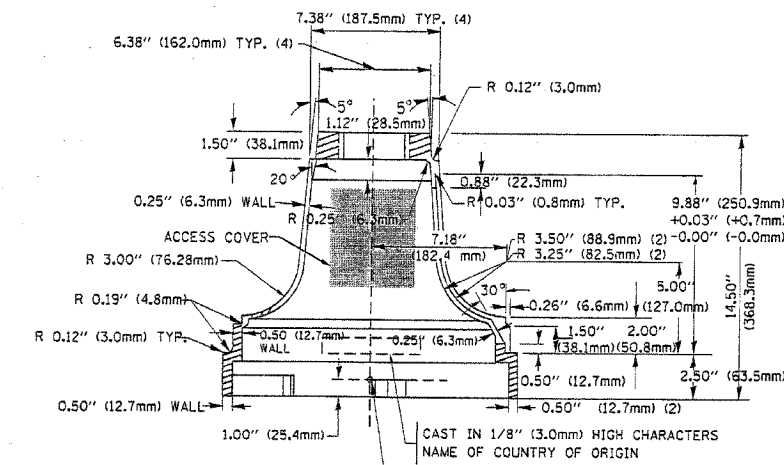 7.38" (187.5mm) TYP. (4)
6.38" (162.0mm) TYP. (4)
R 0.12" (3.0mm)
5°
5°
1.12" (28.5mm)
1.50" (38.1mm)
20°
0.88" (22.3mm)
0.25" (6.3mm) WALL
R 0.25" (6.3mm)
R 0.03" (0.8mm) TYP.
9.88" (250.9mm)
+0.03" (+0.7mm)
-0.00" (-0.0mm)
ACCESS COVER
7.18"
(182.4 mm)
R 3.50" (88.9mm) (2)
R 3.25" (82.5mm) (2)
R 3.00" (76.28mm)
5.00"
(127.0mm)
14.50"
(368.3mm)
30°
0.26" (6.6mm)
R 0.19" (4.8mm)
R 0.12" (3.0mm) TYP.
0.50 (12.7mm)
WALL
0.25" (6.3mm)
1.50"
(38.1mm)
2.00"
(50.8mm)
0.50" (12.7mm)
2.50" (63.5mm)
0.50" (12.7mm) WALL
0.50" (12.7mm) (2)
1.00" (25.4mm)
CAST IN 1/8" (3.0mm) HIGH CHARACTERS
NAME OF COUNTRY OF ORIGIN